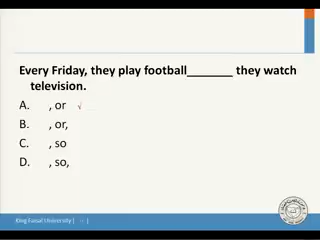 Every Friday, they play football_______ they watch
television.
A. , or √
B. , or,
C. , so
D. , so,
King Faisal University | |